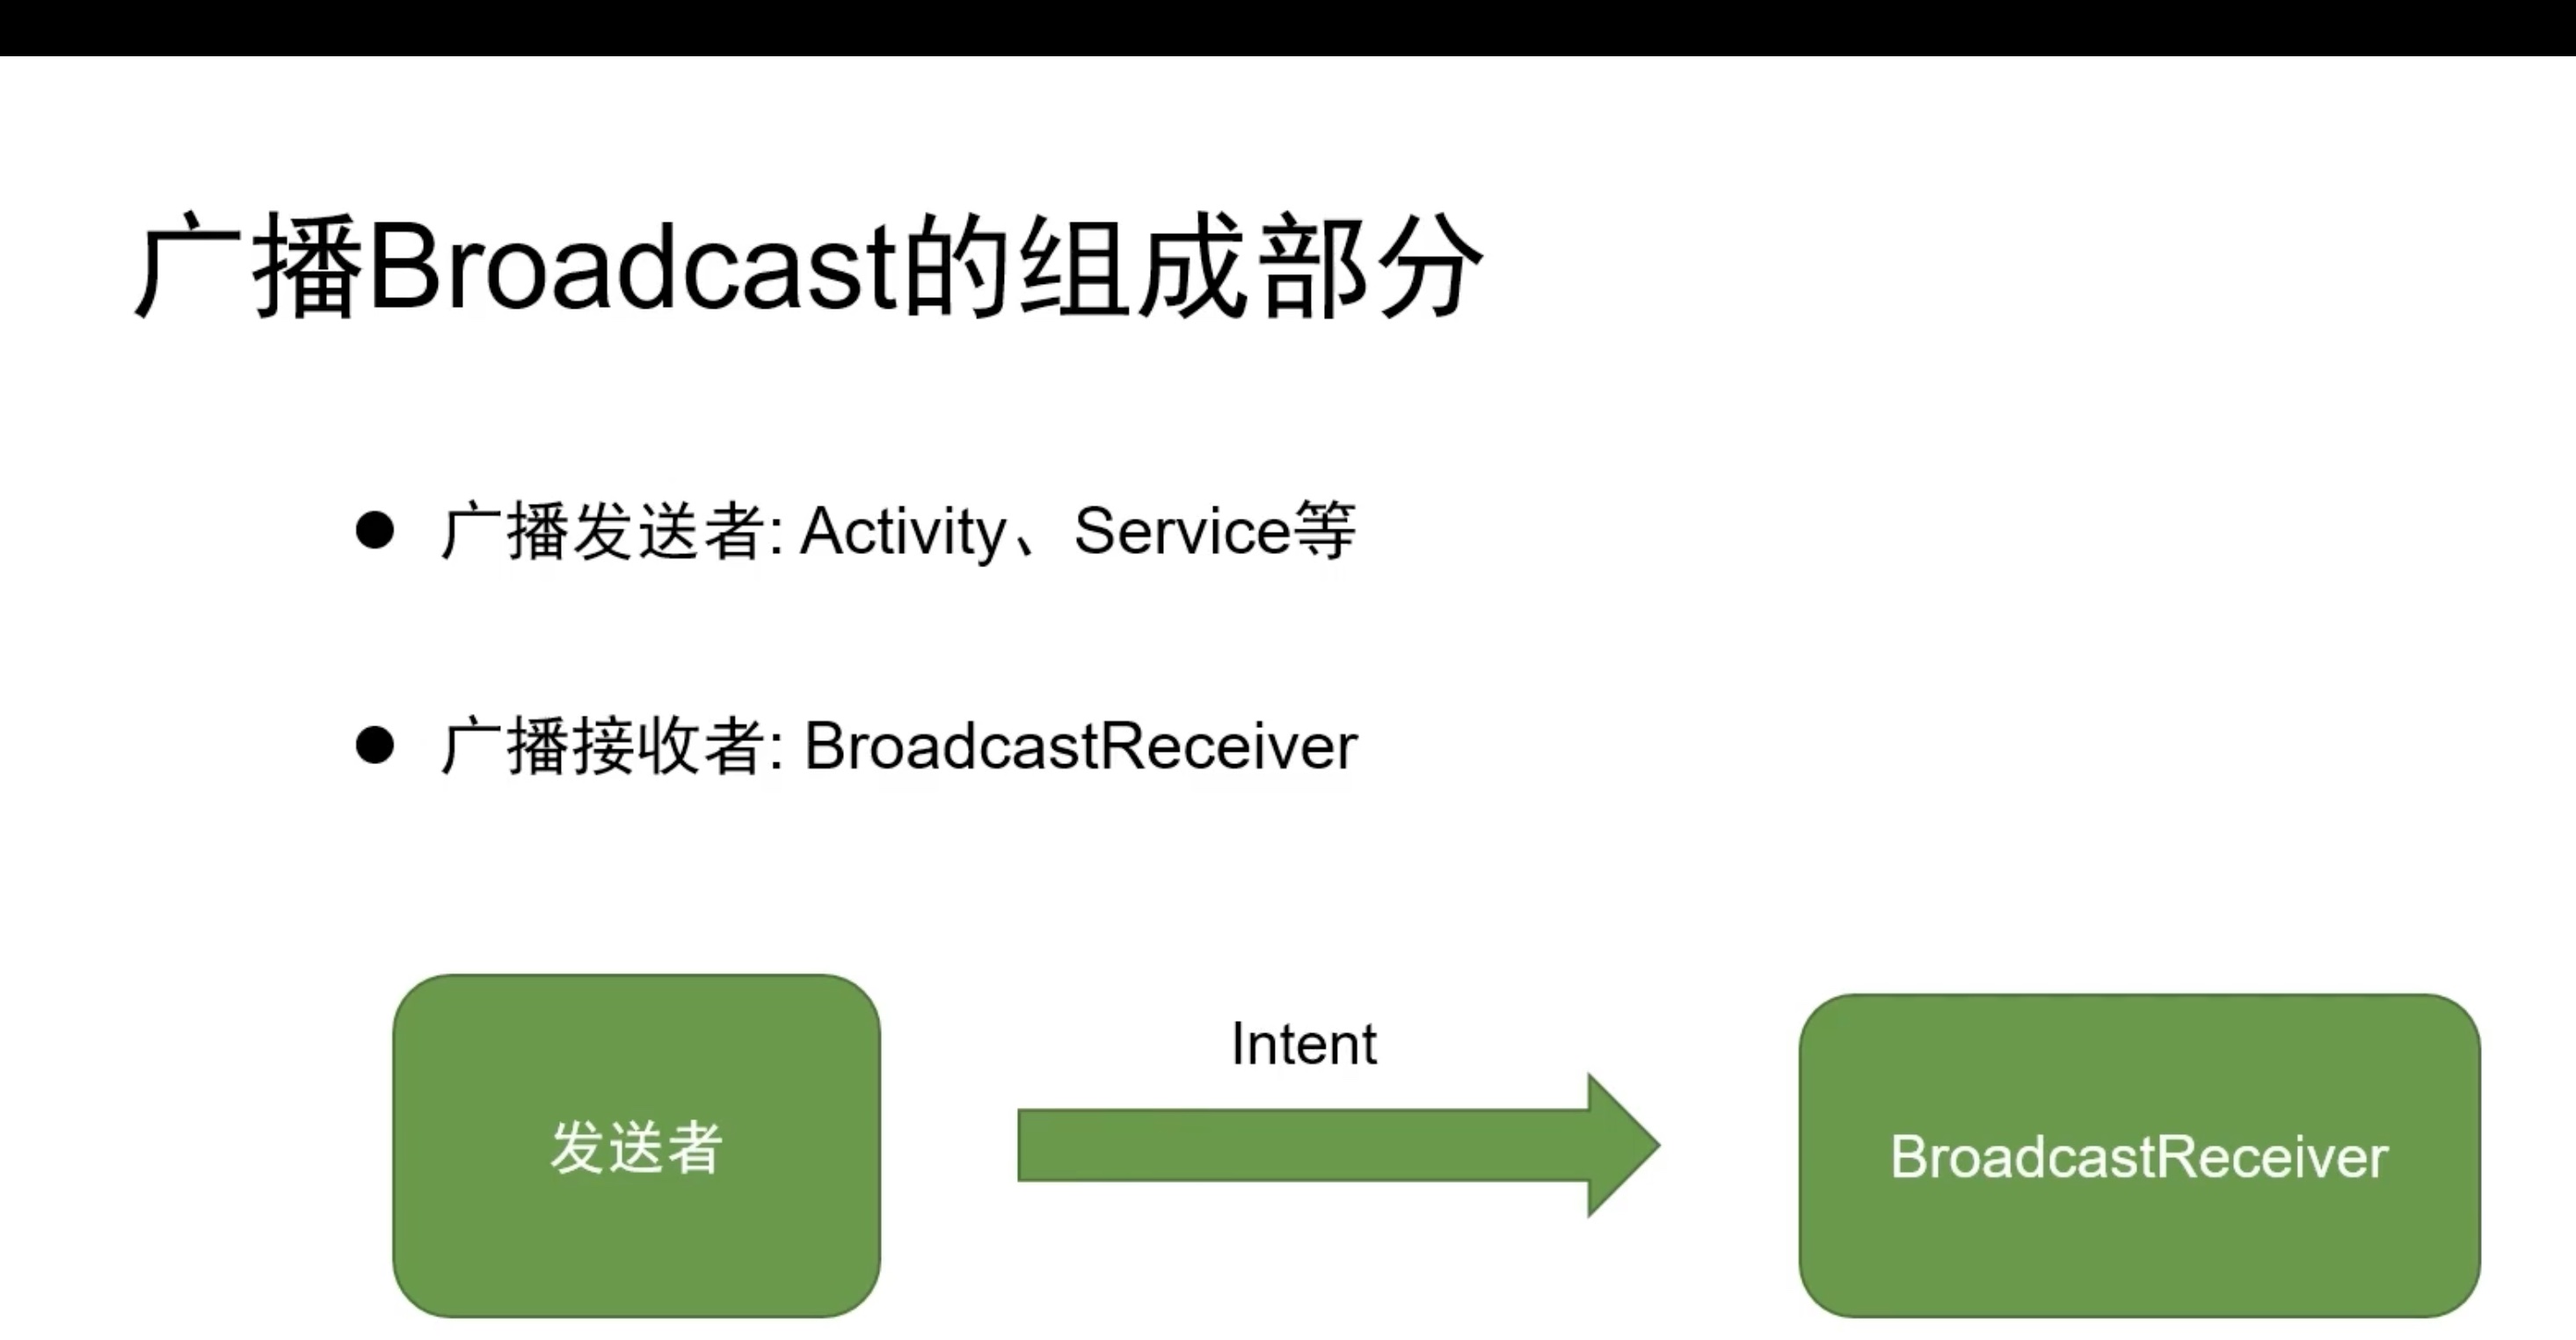 广播Broadcast的组成部分
广播发送者: Activity、Service等
广播接收者: BroadcastReceiver
Intent
发送者
BroadcastReceiver